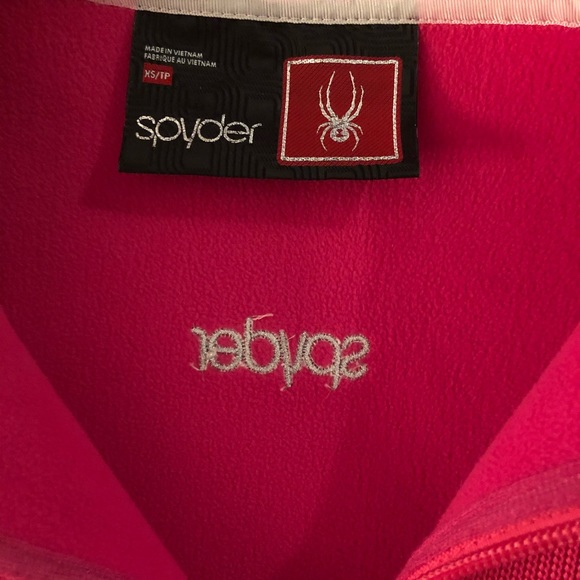 MADE IN VIETNAM
FABRIQUÉ AU VIETNAM
XS/TP
spyder
spyder